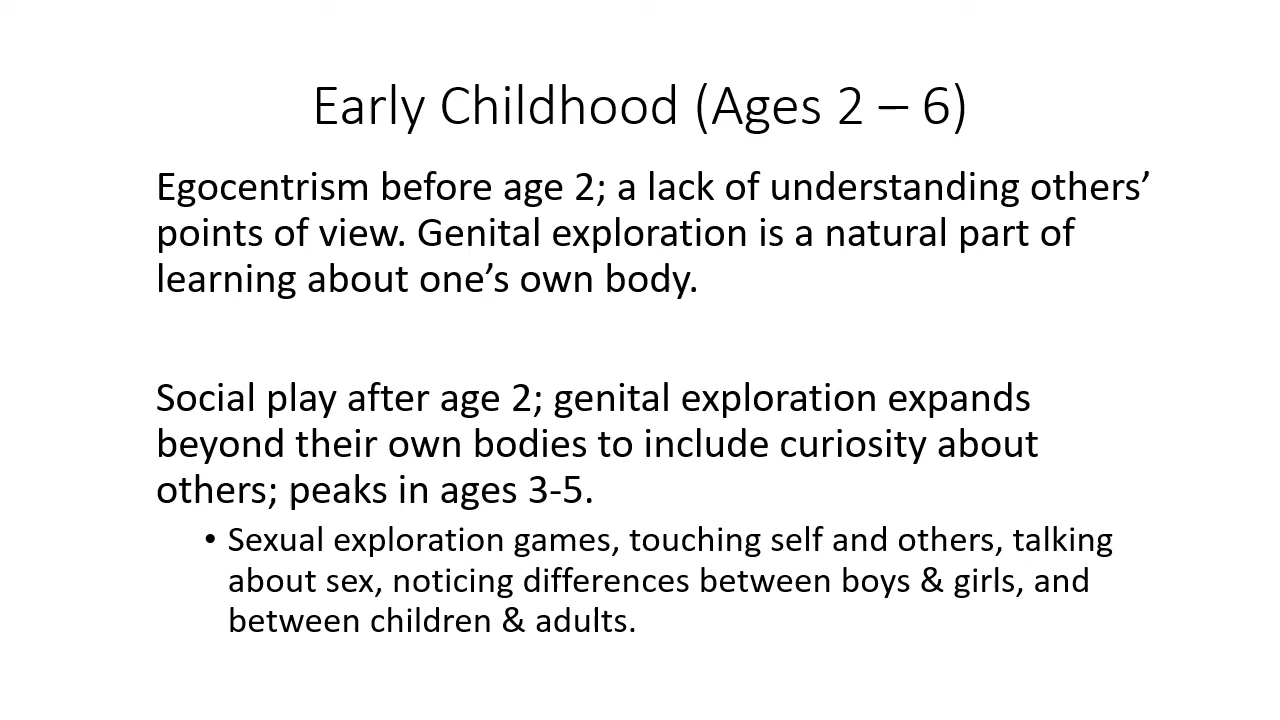 Early Childhood (Ages 2 – 6)
Egocentrism before age 2; a lack of understanding others’
points of view. Genital exploration is a natural part of
learning about one’s own body.
Social play after age 2; genital exploration expands
beyond their own bodies to include curiosity about
others; peaks in ages 3-5.
• Sexual exploration games, touching self and others, talking
about sex, noticing differences between boys & girls, and
between children & adults.